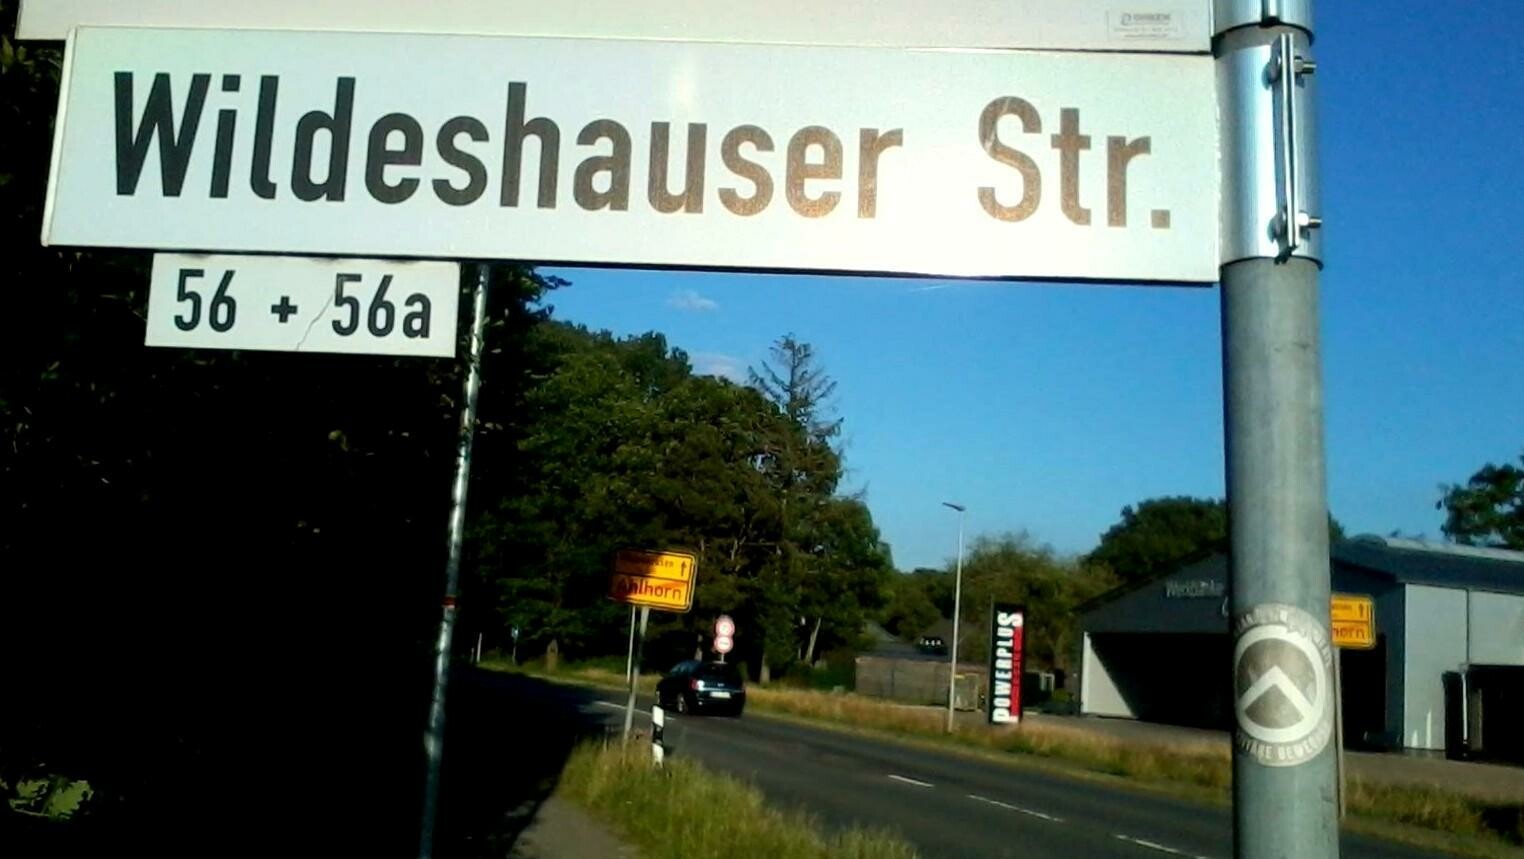 Wildeshauser Str.
56 + 56a
Ahlhorn
POWERPLUS